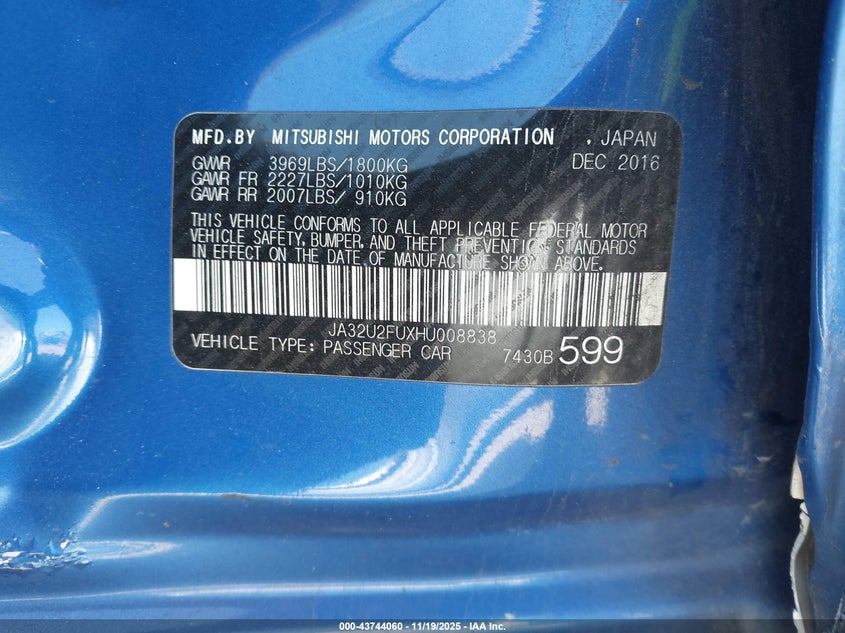 MFD.BY MITSUBISHI MOTORS CORPORATION , JAPAN
GVWR 3969LBS/1800KG DEC 2016
GAWR FR 2227LBS/1010KG
GAWR RR 2007LBS/ 910KG
THIS VEHICLE CONFORMS TO ALL APPLICABLE FEDERAL MOTOR
VEHICLE SAFETY, BUMPER, AND THEFT PREVENTION STANDARDS
IN EFFECT ON THE DATE OF MANUFACTURE SHOWN ABOVE.
JA32U2FUXHU008838
VEHICLE TYPE: PASSENGER CAR 7430B 599
000-43744060 - 11/19/2025 - IAA Inc.